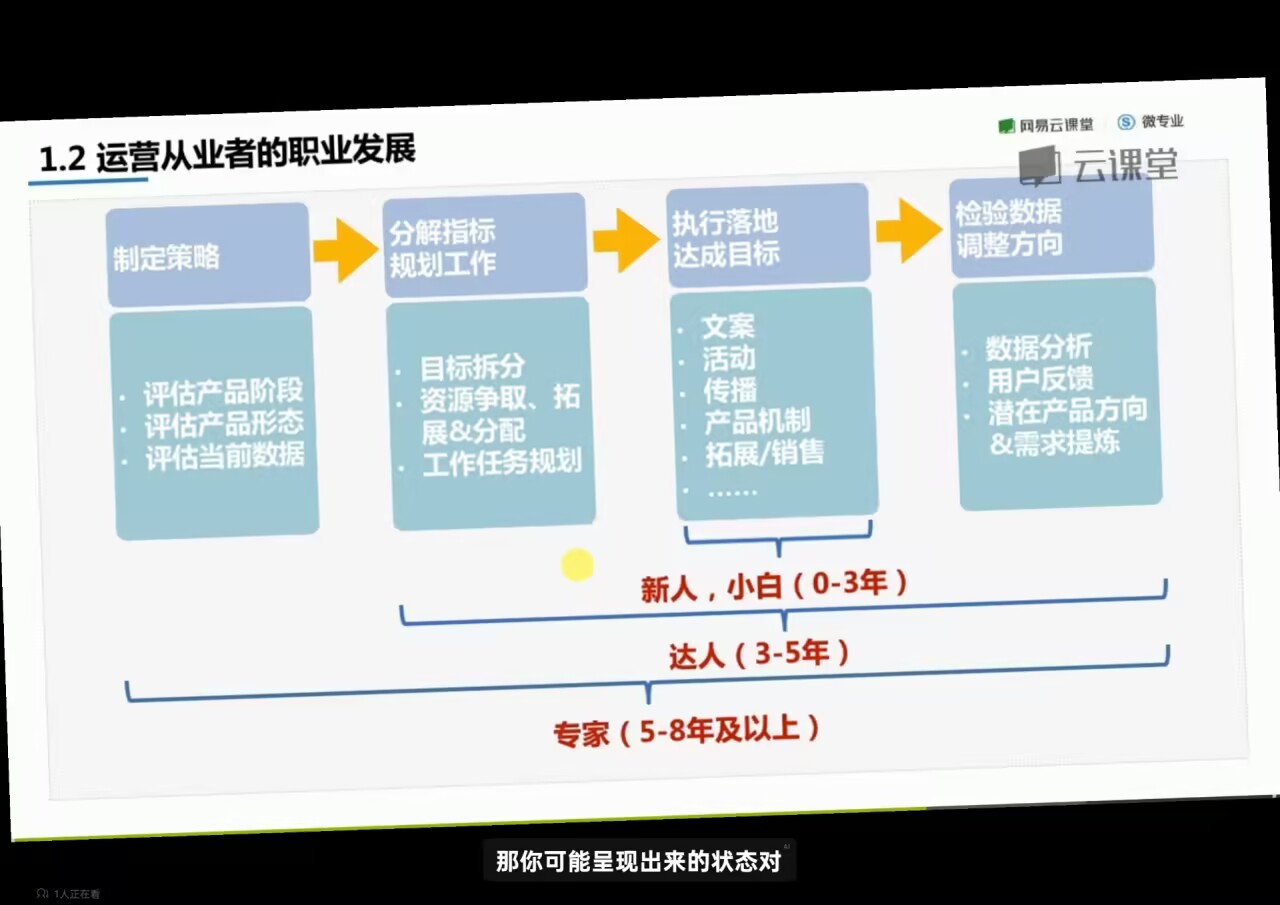 1.2 运营从业者的职业发展
网易云课堂
微专业
云课堂
制定策略
分解指标
规划工作
执行落地
达成目标
检验数据
调整方向
· 评估产品阶段
· 评估产品形态
· 评估当前数据
· 目标拆分
· 资源争取、拓
展&分配
· 工作任务规划
· 文案
· 活动
· 传播
· 产品机制
· 拓展/销售
· ……
· 数据分析
· 用户反馈
· 潜在产品方向
&需求提炼
新人，小白（0-3年）
达人（3-5年）
专家（5-8年及以上）
那你可能呈现出来的状态对
AI
1人正在看